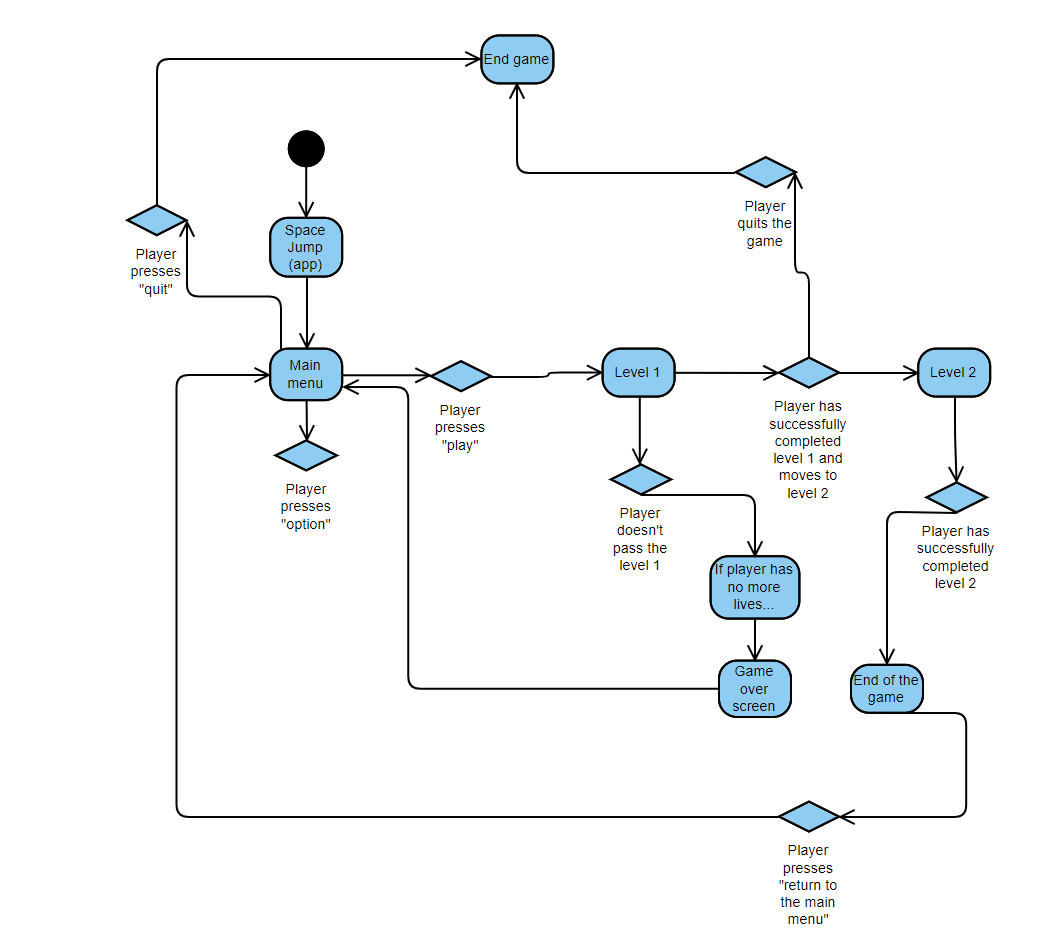 End game
Player
quits the
game
Space
Jump
(app)
Player
presses
"quit"
Main
menu
Player
presses
"play"
Level 1
Player has
successfully
completed
level 1 and
moves to
level 2
Level 2
Player
presses
"option"
Player
doesn't
pass the
level 1
Player has
successfully
completed
level 2
If player has
no more
lives...
Game
over
screen
End of the
game
Player
presses
"return to
the main
menu"